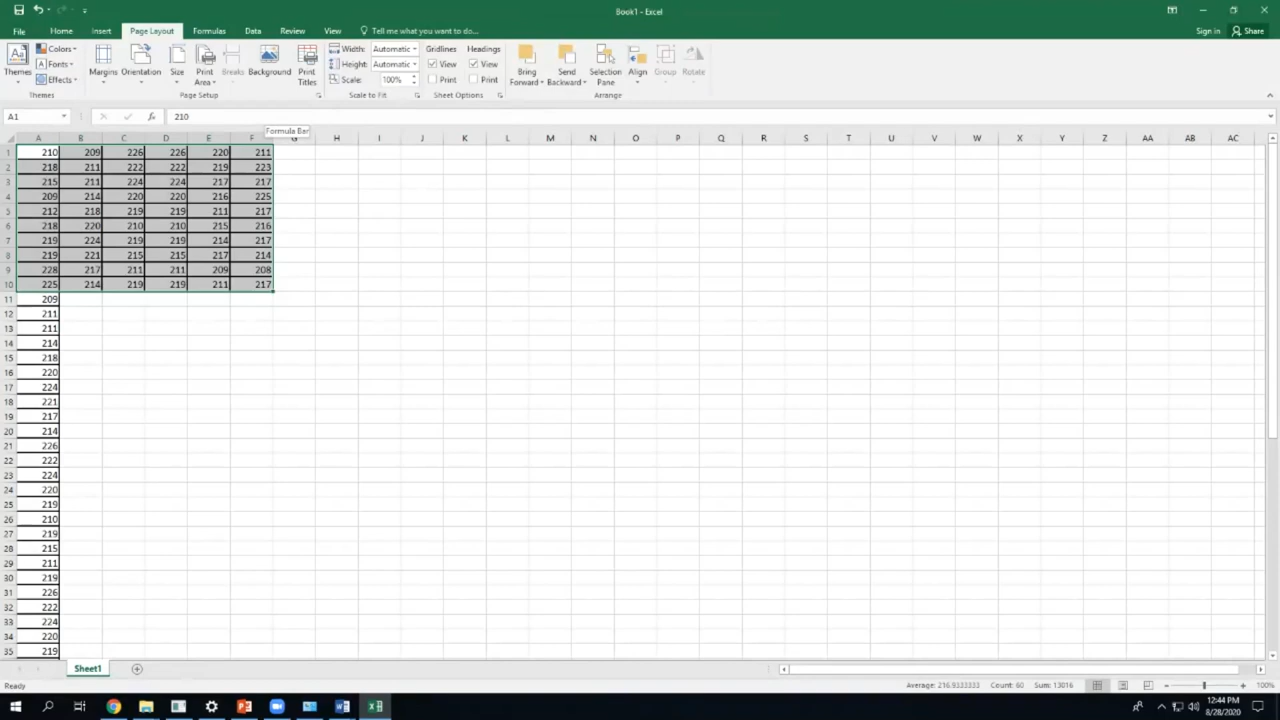 Book1 - Excel
File Home Insert Page Layout Formulas Data Review View Tell me what you want to do... Sign in Share
Themes Colors Fonts Effects Margins Orientation Size Print Area Breaks Background Print Titles Width: Automatic Height: Automatic Scale: 100% Gridlines View Print Headings View Print Bring Forward Send Backward Selection Pane Align Group Rotate
Themes Page Setup Scale to Fit Sheet Options Arrange
A1 fx 210
Formula Bar
A B C D E F G H I J K L M N O P Q R S T U V W X Y Z AA AB AC
1 210 209 226 226 220 211
2 218 211 222 222 219 223
3 215 211 224 224 217 217
4 209 214 220 220 216 225
5 212 218 219 219 211 217
6 218 220 210 210 215 216
7 219 224 219 219 214 217
8 219 221 215 215 217 214
9 228 217 211 211 209 208
10 225 214 219 219 211 217
11 209
12 211
13 211
14 214
15 218
16 220
17 224
18 221
19 217
20 214
21 226
22 222
23 224
24 220
25 219
26 210
27 219
28 215
29 211
30 219
31 226
32 222
33 224
34 220
35 219
Sheet1
Ready Average: 216.9333333 Count: 60 Sum: 13016 100%
12:44 PM
8/28/2020